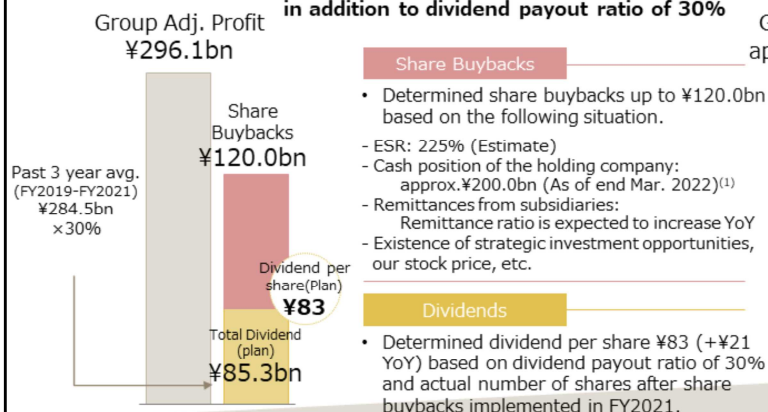 in addition to dividend payout ratio of 30%
Group Adj. Profit
¥296.1bn
Share
Buybacks
¥120.0bn
Past 3 year avg.
(FY2019-FY2021)
¥284.5bn
×30%
Dividend per
share(Plan)
¥83
Total Dividend
(plan)
¥85.3bn
Share Buybacks
• Determined share buybacks up to ¥120.0bn
based on the following situation.
- ESR: 225% (Estimate)
- Cash position of the holding company:
approx.¥200.0bn (As of end Mar. 2022)(1)
- Remittances from subsidiaries:
Remittance ratio is expected to increase YoY
- Existence of strategic investment opportunities,
our stock price, etc.
Dividends
• Determined dividend per share ¥83 (+¥21
YoY) based on dividend payout ratio of 30%
and actual number of shares after share
buybacks implemented in FY2021.